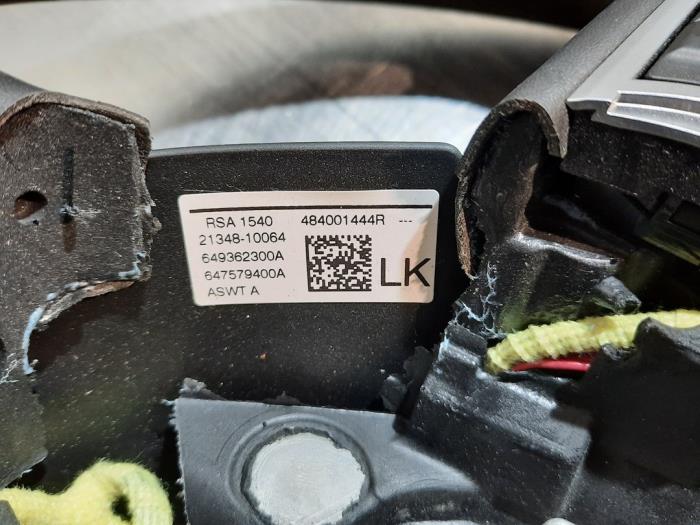 RSA 1540 484001444R ---
21348-10064
649362300A
647579400A
ASWT A
LK